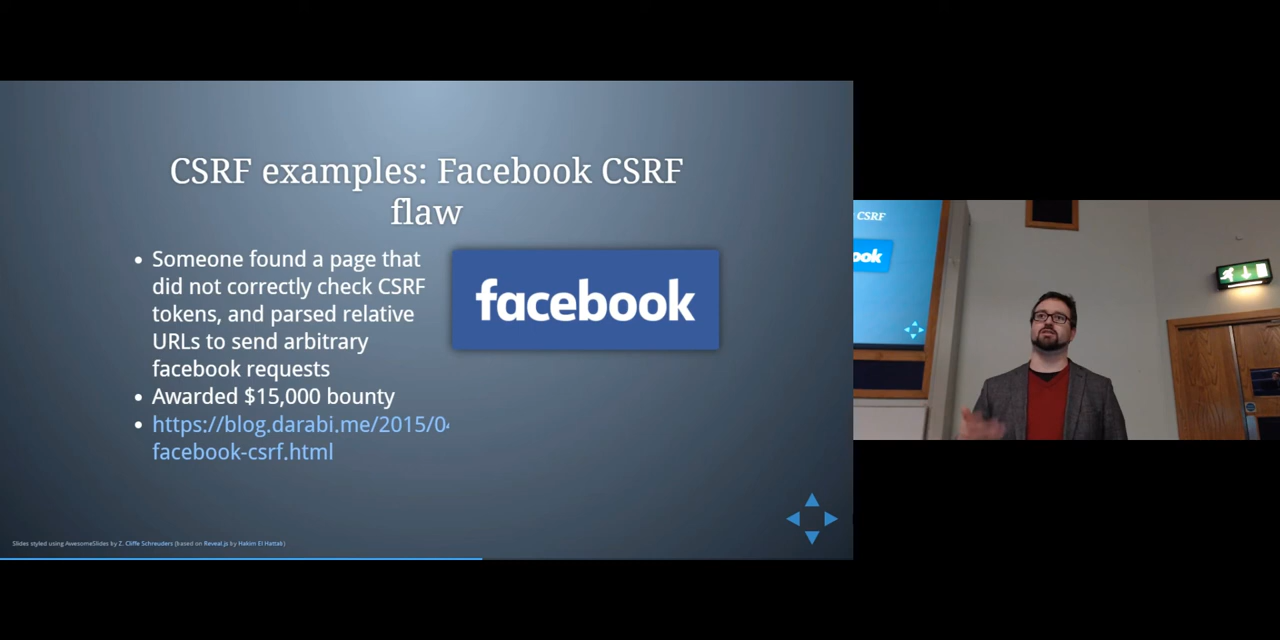 CSRF examples: Facebook CSRF
flaw
• Someone found a page that
did not correctly check CSRF
tokens, and parsed relative
URLs to send arbitrary
facebook requests
• Awarded $15,000 bounty
• https://blog.darabi.me/2015/04
facebook-csrf.html
facebook
Slides styled using AwesomeSlides by Z. Cliffe Schreuders (based on Reveal.js by Hakim El Hattab)
CSRF
ook